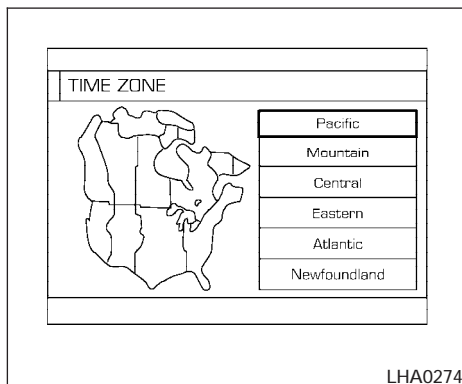 TIME ZONE
Pacific
Mountain
Central
Eastern
Atlantic
Newfoundland
LHA0274